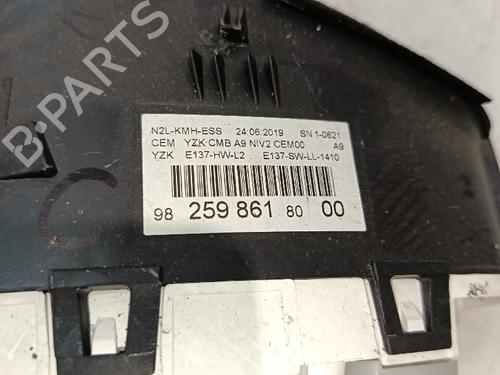 N2L-KMH-ESS 24:06:2019 SN 1-0621
CEM YZK CMB A9 NIV2 CEM00 A9
YZK E137-HW-L2 E137-SW-LL-1410
98 259 861 80 00
B-PARTS